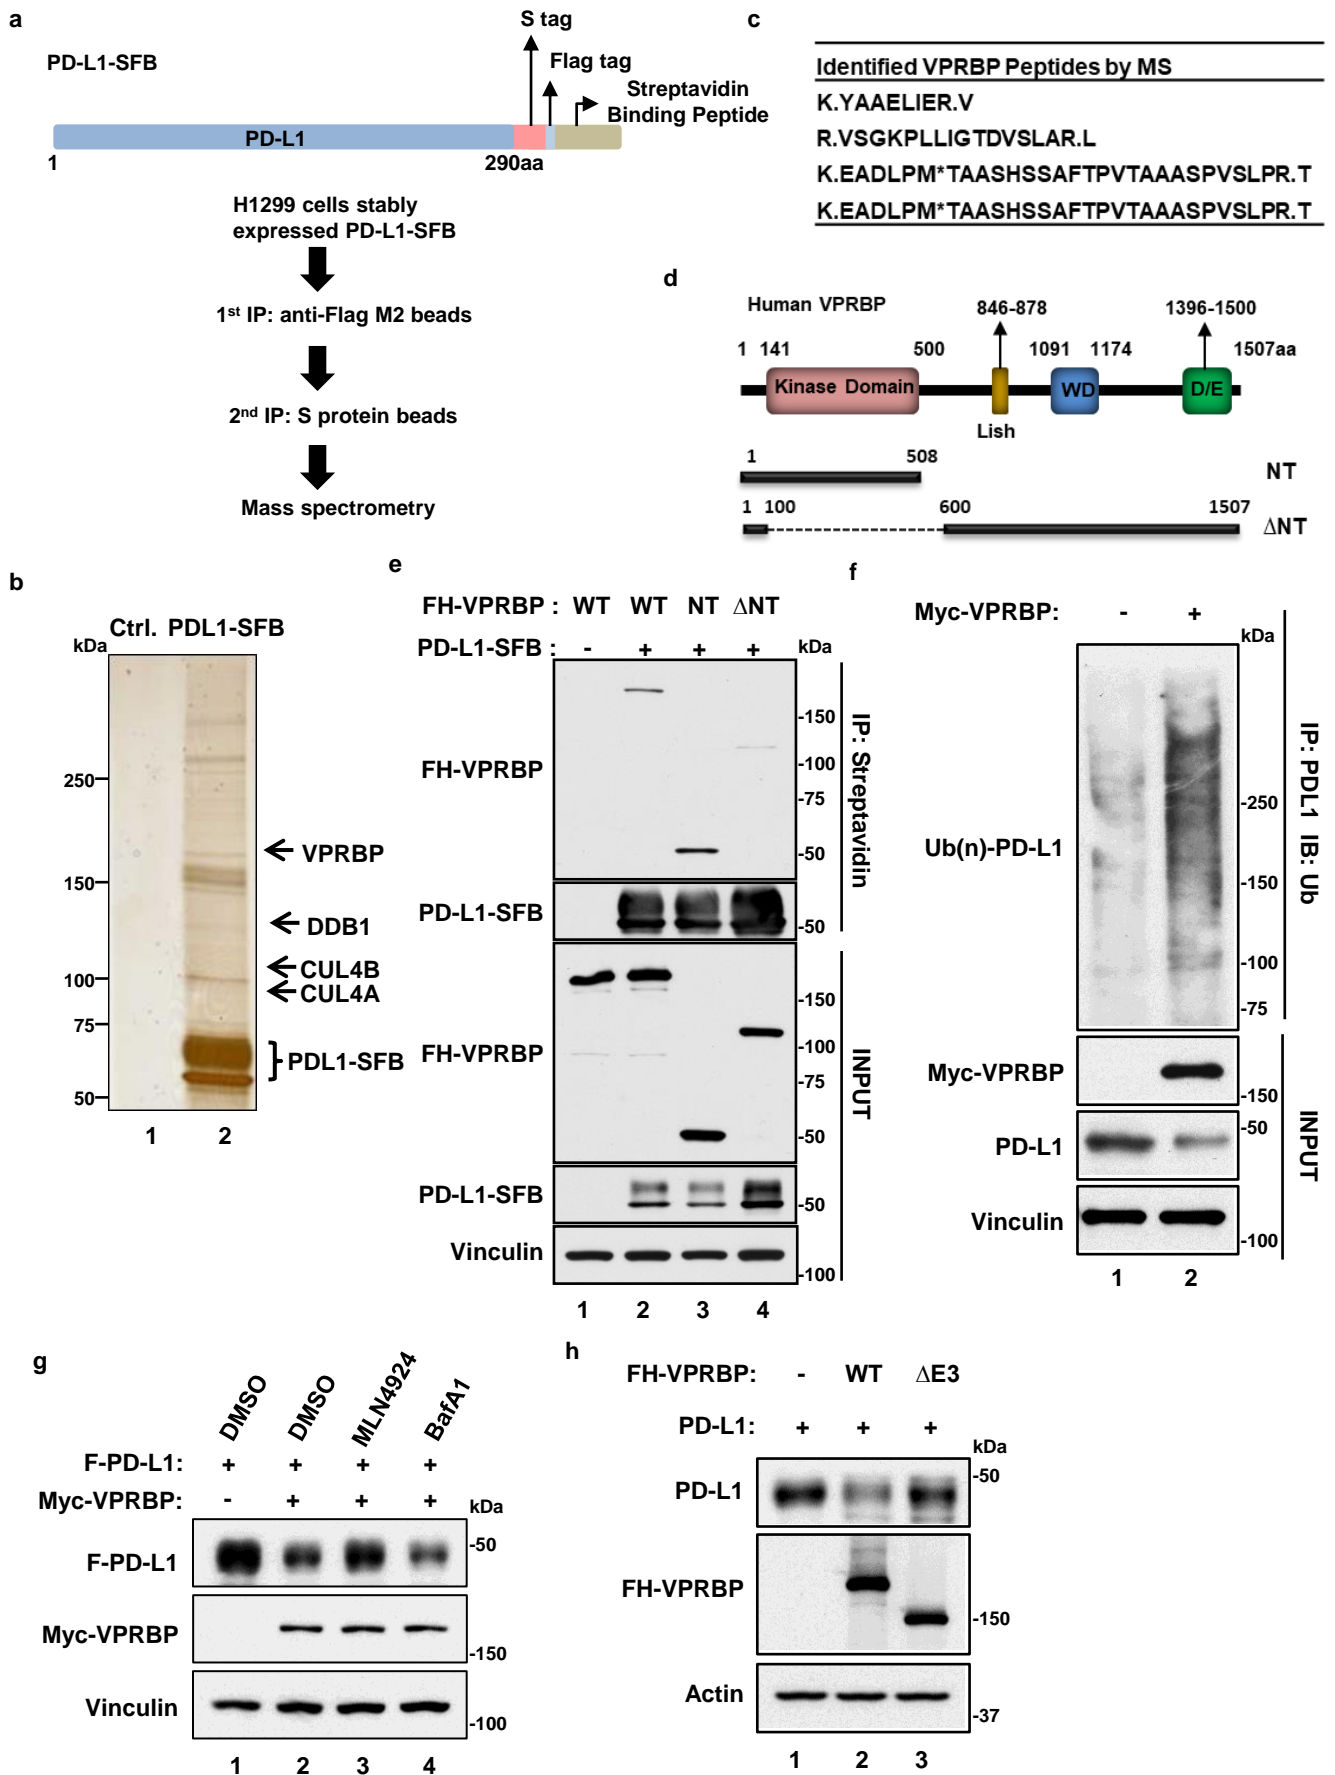 a
PD-L1-SFB
S tag
Flag tag
Streptavidin
Binding Peptide
PD-L1
1
290aa
H1299 cells stably
expressed PD-L1-SFB
1st IP: anti-Flag M2 beads
2nd IP: S protein beads
Mass spectrometry
b
Ctrl. PDL1-SFB
kDa
250
150
100
75
50
VPRBP
DDB1
CUL4B
CUL4A
PDL1-SFB
1 2
c
Identified VPRBP Peptides by MS
K.YAAELIER.V
R.VSGKPLLIGTDVSLAR.L
K.EADLPM*TAASHSSAFTPVTAAASPVSLPR.T
K.EADLPM*TAASHSSAFTPVTAAASPVSLPR.T
d
Human VPRBP
846-878
1396-1500
1 141 500 1091 1174 1507aa
Kinase Domain
WD
D/E
Lish
1 508
NT
1 100 600 1507
ΔNT
e
FH-VPRBP : WT WT NT ΔNT
PD-L1-SFB : - + + +
kDa
FH-VPRBP
-150
-100
-75
-50
PD-L1-SFB
-50
IP: Streptavidin
FH-VPRBP
-150
-100
-75
-50
PD-L1-SFB
-50
Vinculin
-100
INPUT
1 2 3 4
f
Myc-VPRBP: - +
kDa
Ub(n)-PD-L1
-250
-150
-100
-75
IP: PDL1 IB: Ub
Myc-VPRBP
-150
PD-L1
-50
Vinculin
-100
INPUT
1 2
g
DMSO
DMSO
MLN4924
BafA1
F-PD-L1: + + + +
Myc-VPRBP: - + + +
kDa
F-PD-L1
-50
Myc-VPRBP
-150
Vinculin
-100
1 2 3 4
h
FH-VPRBP: - WT ΔE3
PD-L1: + + +
kDa
PD-L1
-50
FH-VPRBP
-150
Actin
-37
1 2 3